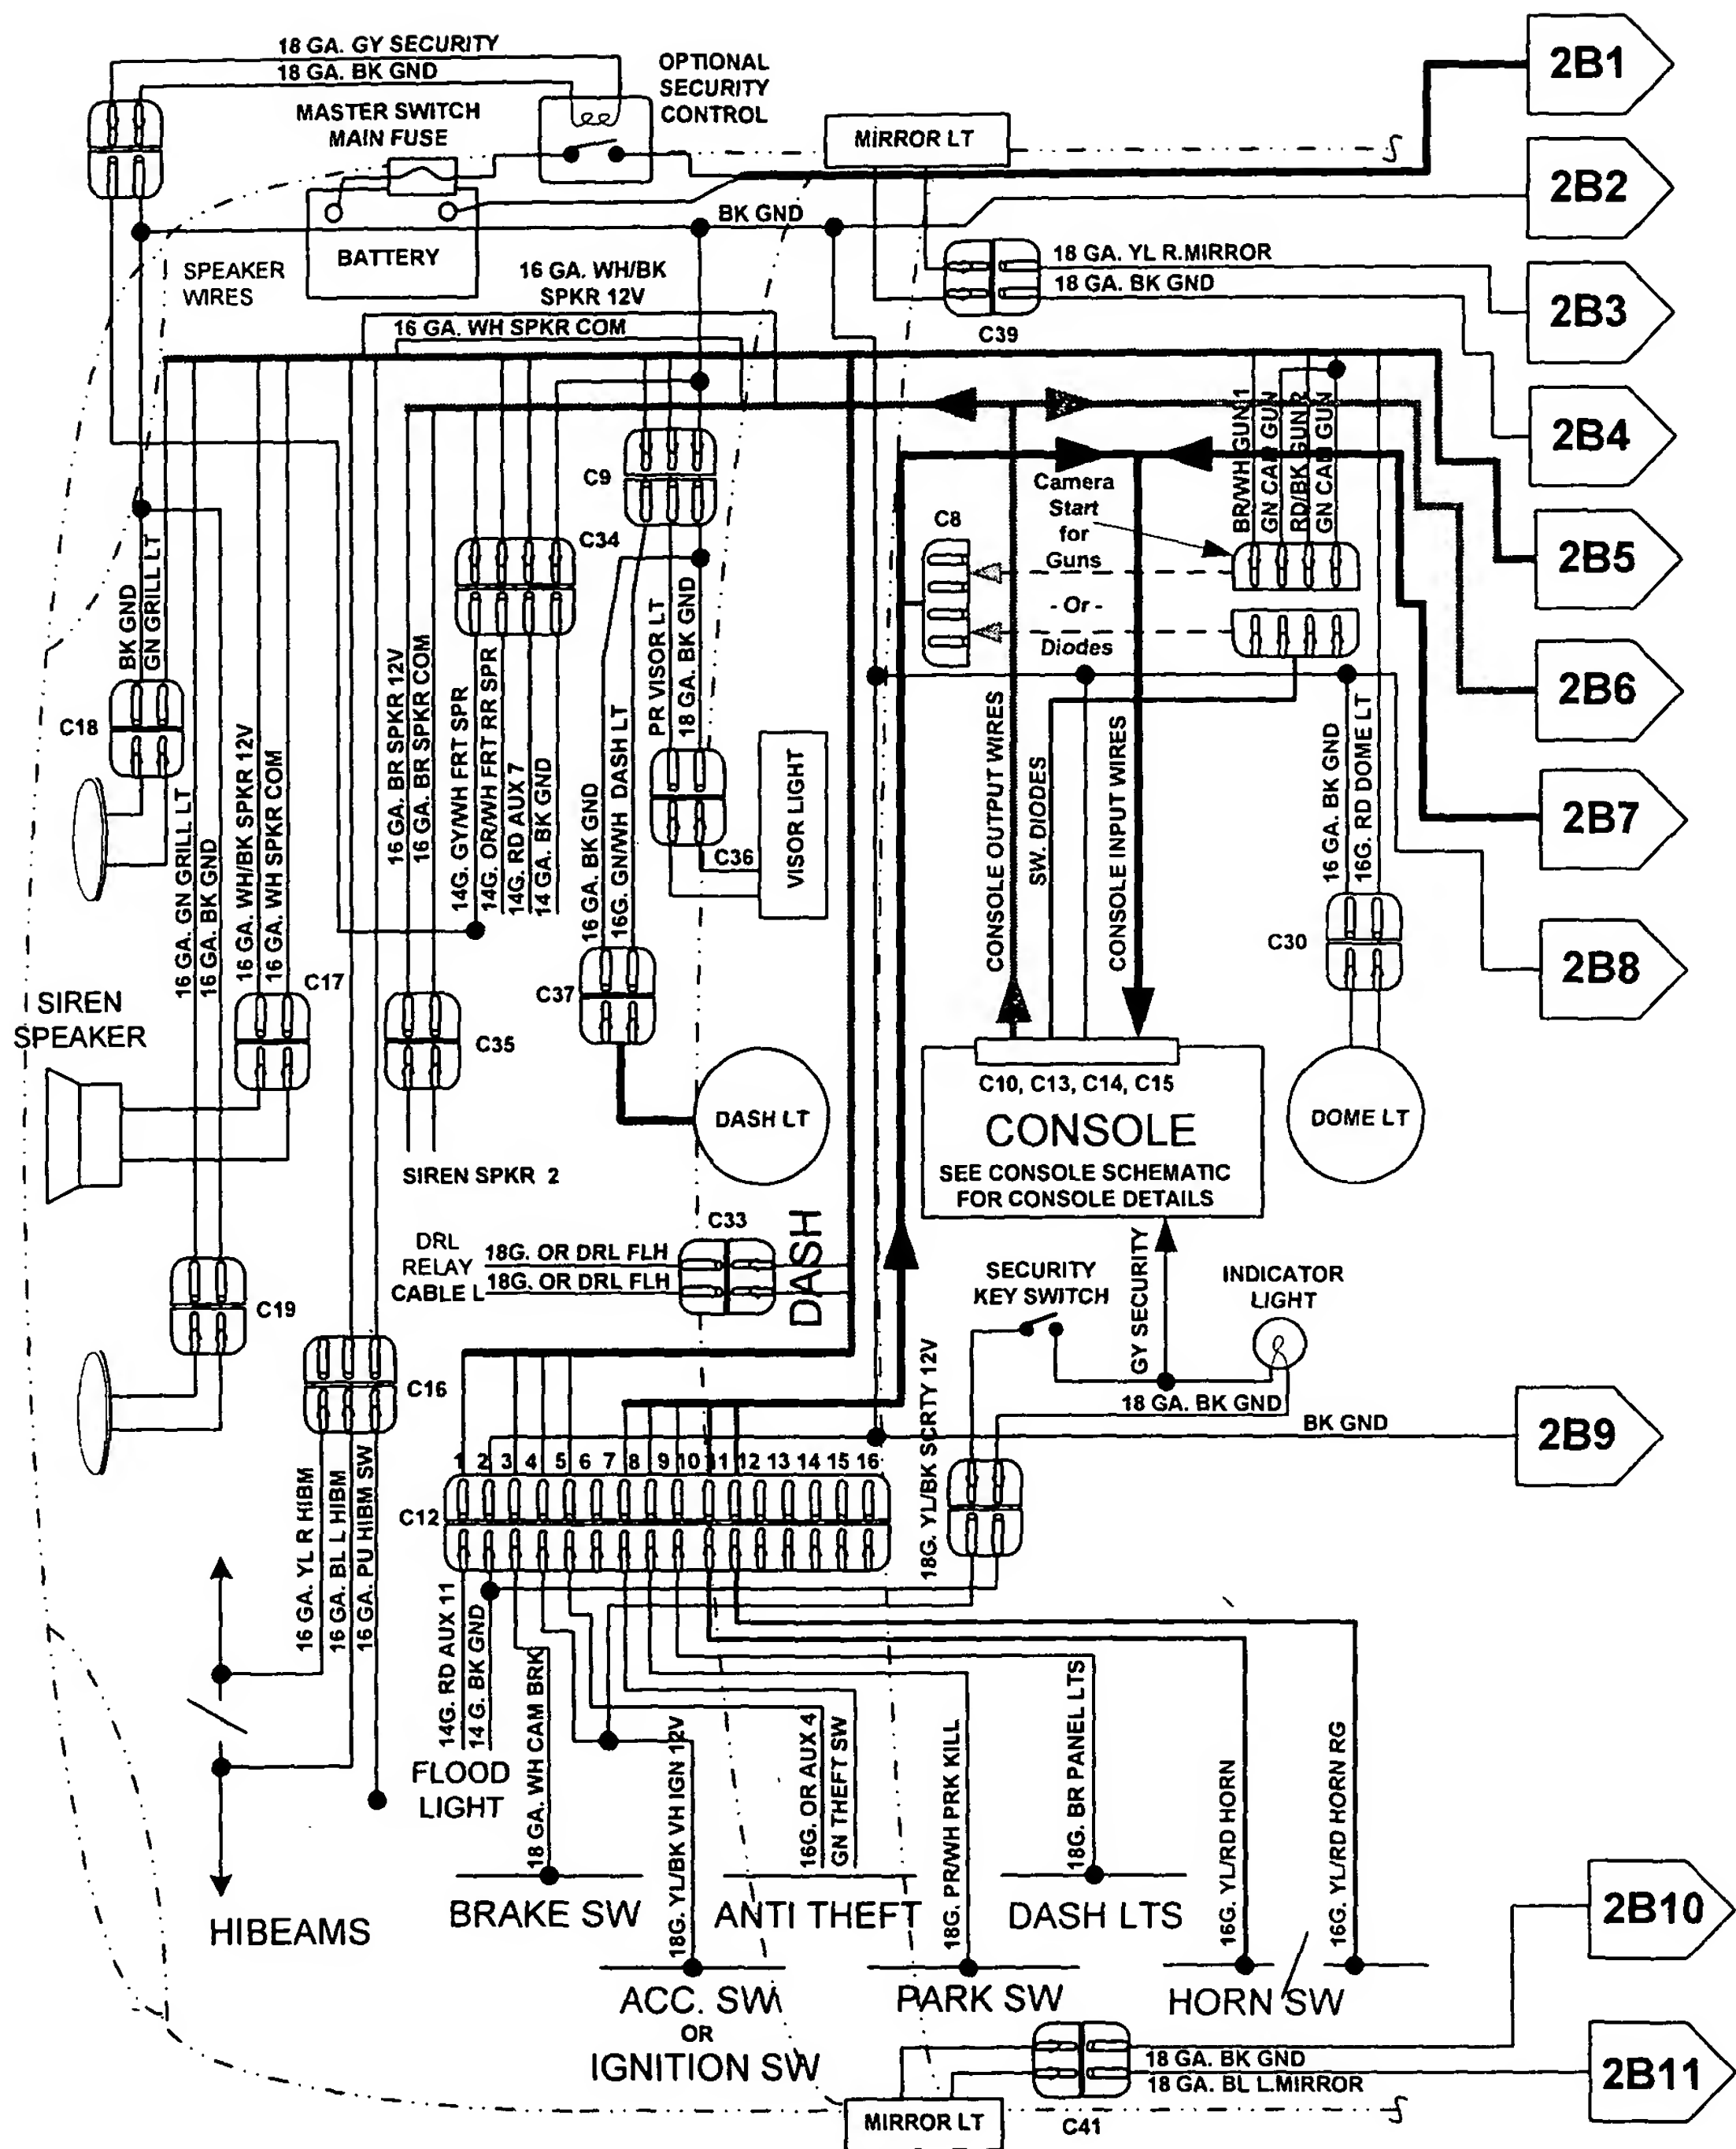 18 GA. GY SECURITY
18 GA. BK GND
OPTIONAL
SECURITY
CONTROL
MASTER SWITCH
MAIN FUSE
MIRROR LT
2B1
2B2
BK GND
BATTERY
SPEAKER
WIRES
16 GA. WH/BK
SPKR 12V
18 GA. YL R.MIRROR
18 GA. BK GND
C39
2B3
16 GA. WH SPKR COM
2B4
BR/WH GUN 1
GN CAM GUN
RD/BK GUN R
GN CAM GUN
C9
Camera
Start
for
Guns
- Or -
Diodes
C8
C34
2B5
BK GND
GN GRILL LT
C18
16 GA. BR SPKR 12V
16 GA. BR SPKR COM
14G. GY/WH FRT SPR
14G. OR/WH FRT RR SPR
14G. RD AUX 7
14 GA. BK GND
PR VISOR LT
18 GA. BK GND
2B6
16 GA. GN GRILL LT
16 GA. BK GND
16 GA. WH/BK SPKR 12V
16 GA. WH SPKR COM
16 GA. BK GND
16G. GN/WH DASH LT
C36
VISOR LIGHT
CONSOLE OUTPUT WIRES
SW. DIODES
CONSOLE INPUT WIRES
16 GA. BK GND
16G. RD DOME LT
2B7
C30
2B8
C17
C35
C37
SIREN
SPEAKER
SIREN SPKR 2
DASH LT
C10, C13, C14, C15
CONSOLE
SEE CONSOLE SCHEMATIC
FOR CONSOLE DETAILS
DOME LT
DRL
RELAY
CABLE L
18G. OR DRL FLH
18G. OR DRL FLH
C33
DASH
C19
C16
SECURITY
KEY SWITCH
GY SECURITY
INDICATOR
LIGHT
18 GA. BK GND
BK GND
2B9
18G. YL/BK SCRTY 12V
1 2 3 4 5 6 7 8 9 10 11 12 13 14 15 16
C12
16 GA. YL R HIBM
16 GA. BL L HIBM
16 GA. PU HIBM SW
14G. RD AUX 11
14 G. BK GND
FLOOD
LIGHT
18 GA. WH CAM BRK
18G. YL/BK VH IGN 12V
16G. OR AUX 4
GN THEFT SW
18G. PR/WH PRK KILL
18G. BR PANEL LTS
16G. YL/RD HORN
16G. YL/RD HORN RG
HIBEAMS
BRAKE SW
ANTI THEFT
DASH LTS
2B10
ACC. SW
OR
IGNITION SW
PARK SW
HORN SW
18 GA. BK GND
18 GA. BL L.MIRROR
2B11
MIRROR LT
C41